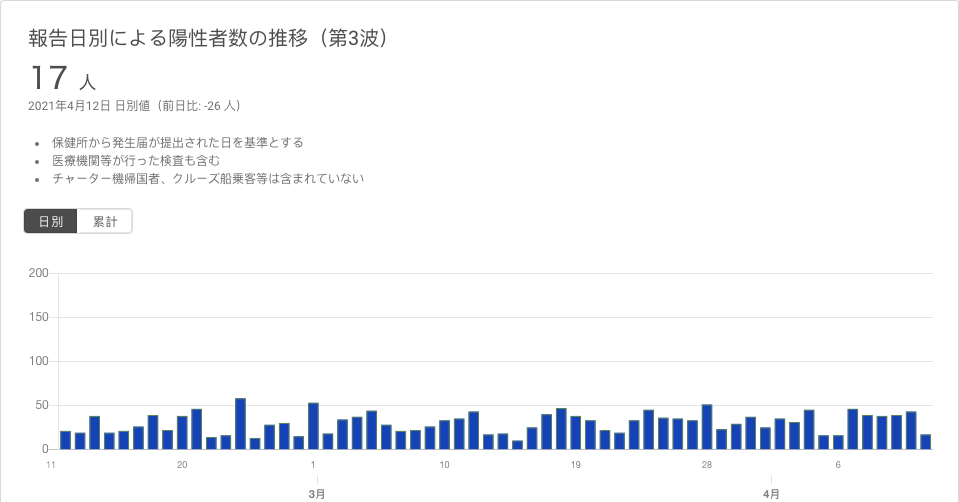 報告日別による陽性者数の推移（第3波）
17 人
2021年4月12日 日別値（前日比: -26 人）
• 保健所から発生届が提出された日を基準とする
• 医療機関等が行った検査も含む
• チャーター機帰国者、クルーズ船乗客等は含まれていない
日別 累計
200
150
100
50
0
11 20 1 10 19 28 6
3月 4月